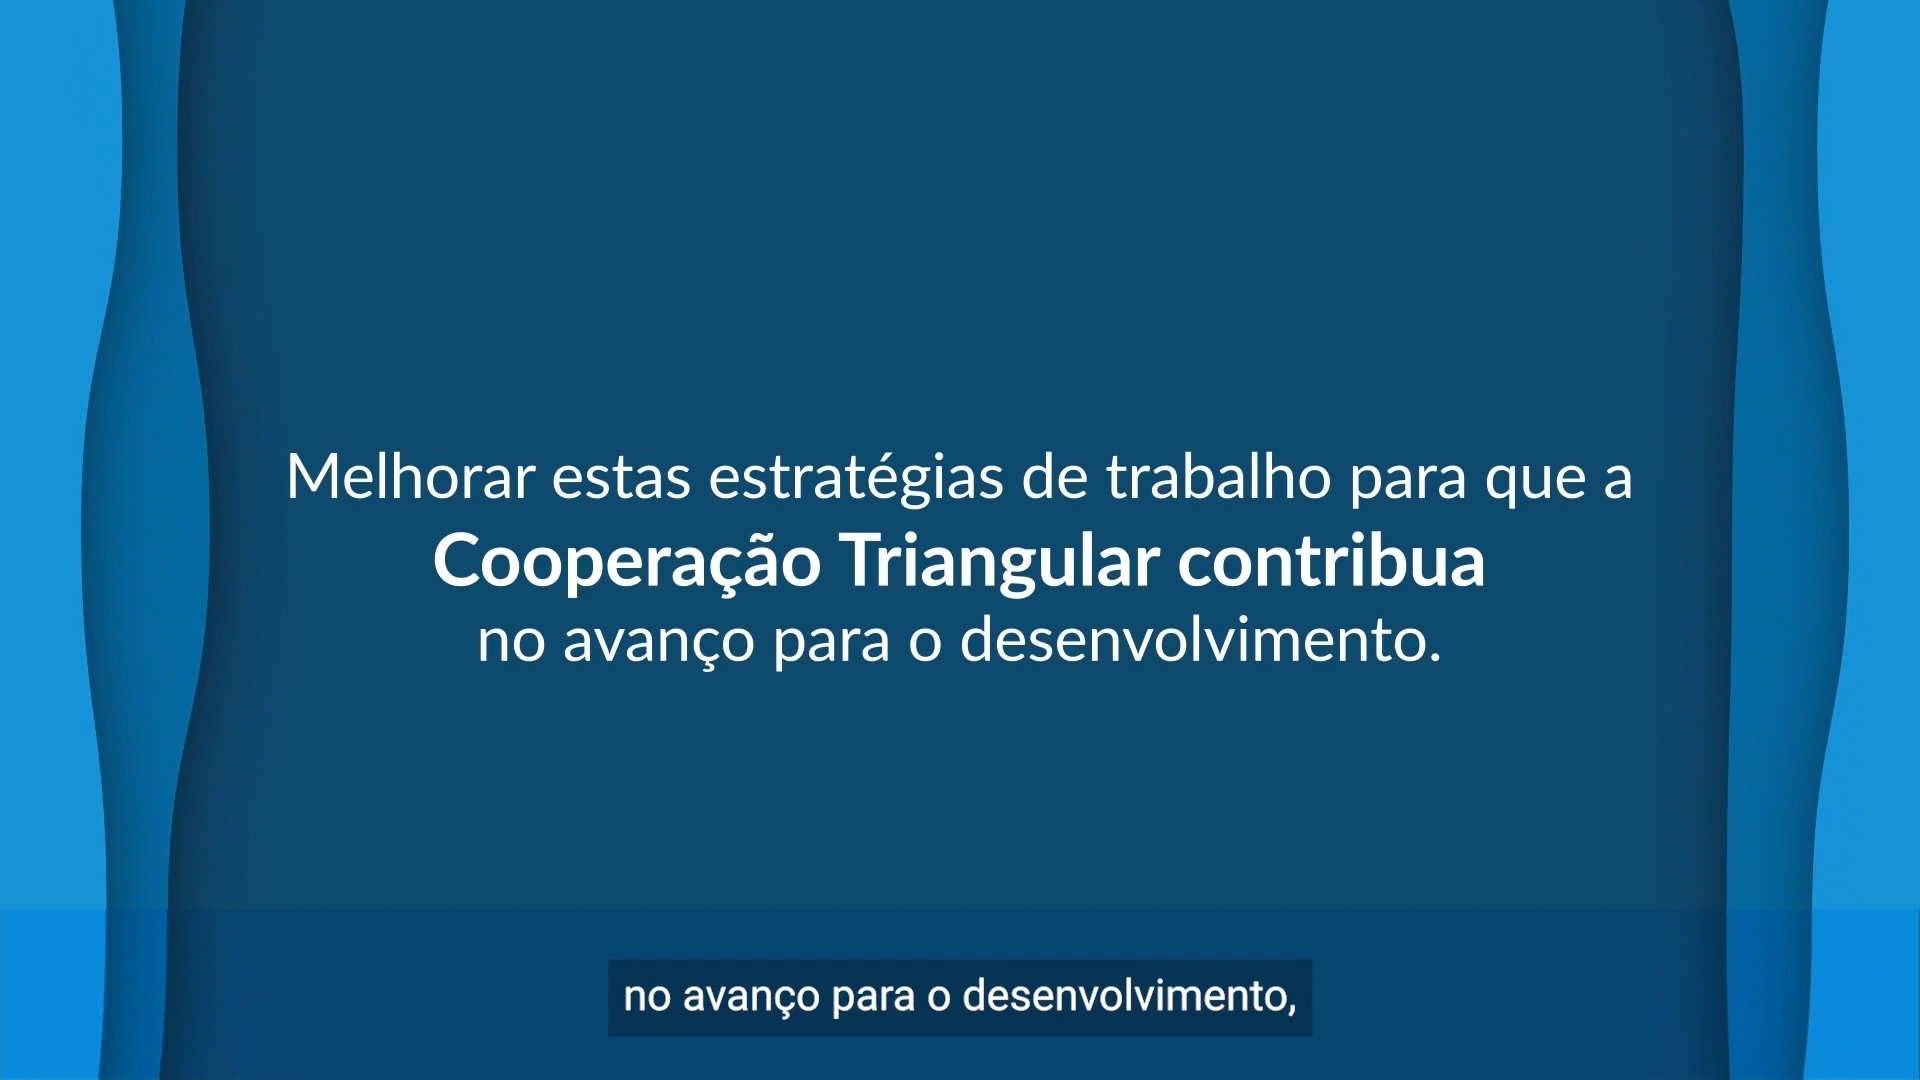 Melhorar estas estratégias de trabalho para que a
Cooperação Triangular contribua
no avanço para o desenvolvimento.
no avanço para o desenvolvimento,